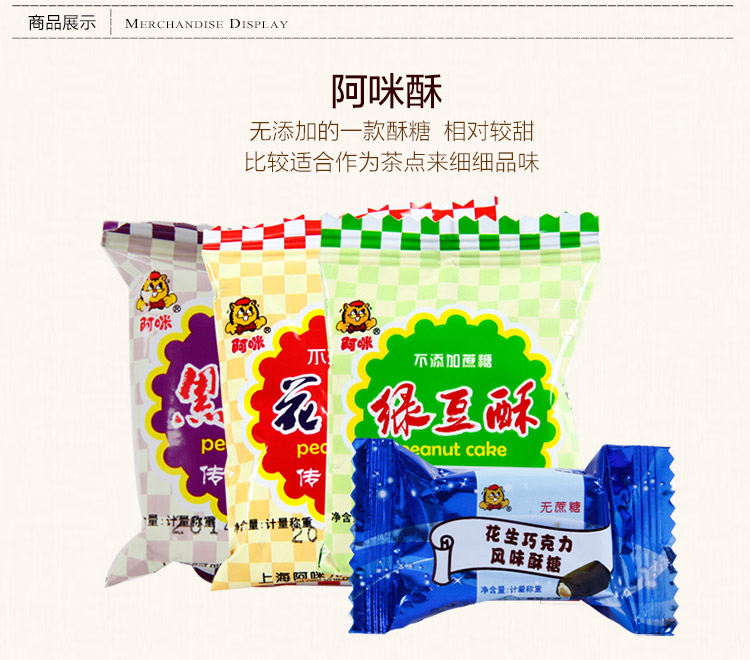 商品展示 MERCHANDISE DISPLAY
阿咪酥
无添加的一款酥糖 相对较甜
比较适合作为茶点来细细品味
阿咪®
黑
pe
传
量:计量称重
2014
阿咪®
不
花
pea
传
净含量:计量称重
20
上海阿咪
阿咪®
不添加蔗糖
绿豆酥
peanut cake
净含
无蔗糖
花生巧克力
风味酥糖
净含量:计量称重